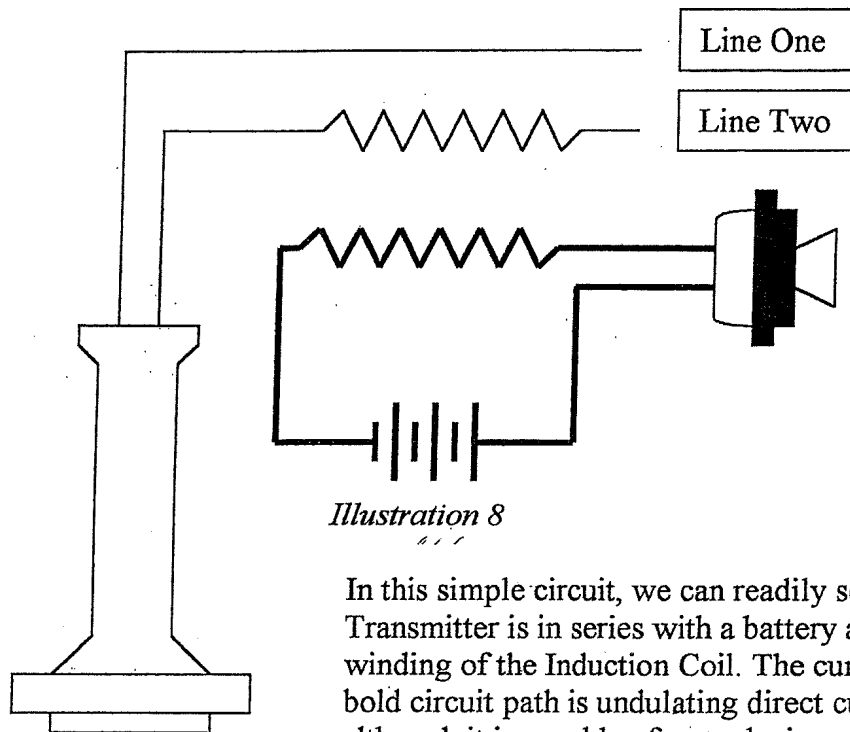 Line One
Line Two
Illustration 8
In this simple circuit, we can readily
Transmitter is in series with a battery
winding of the Induction Coil. The
bold circuit path is undulating direct